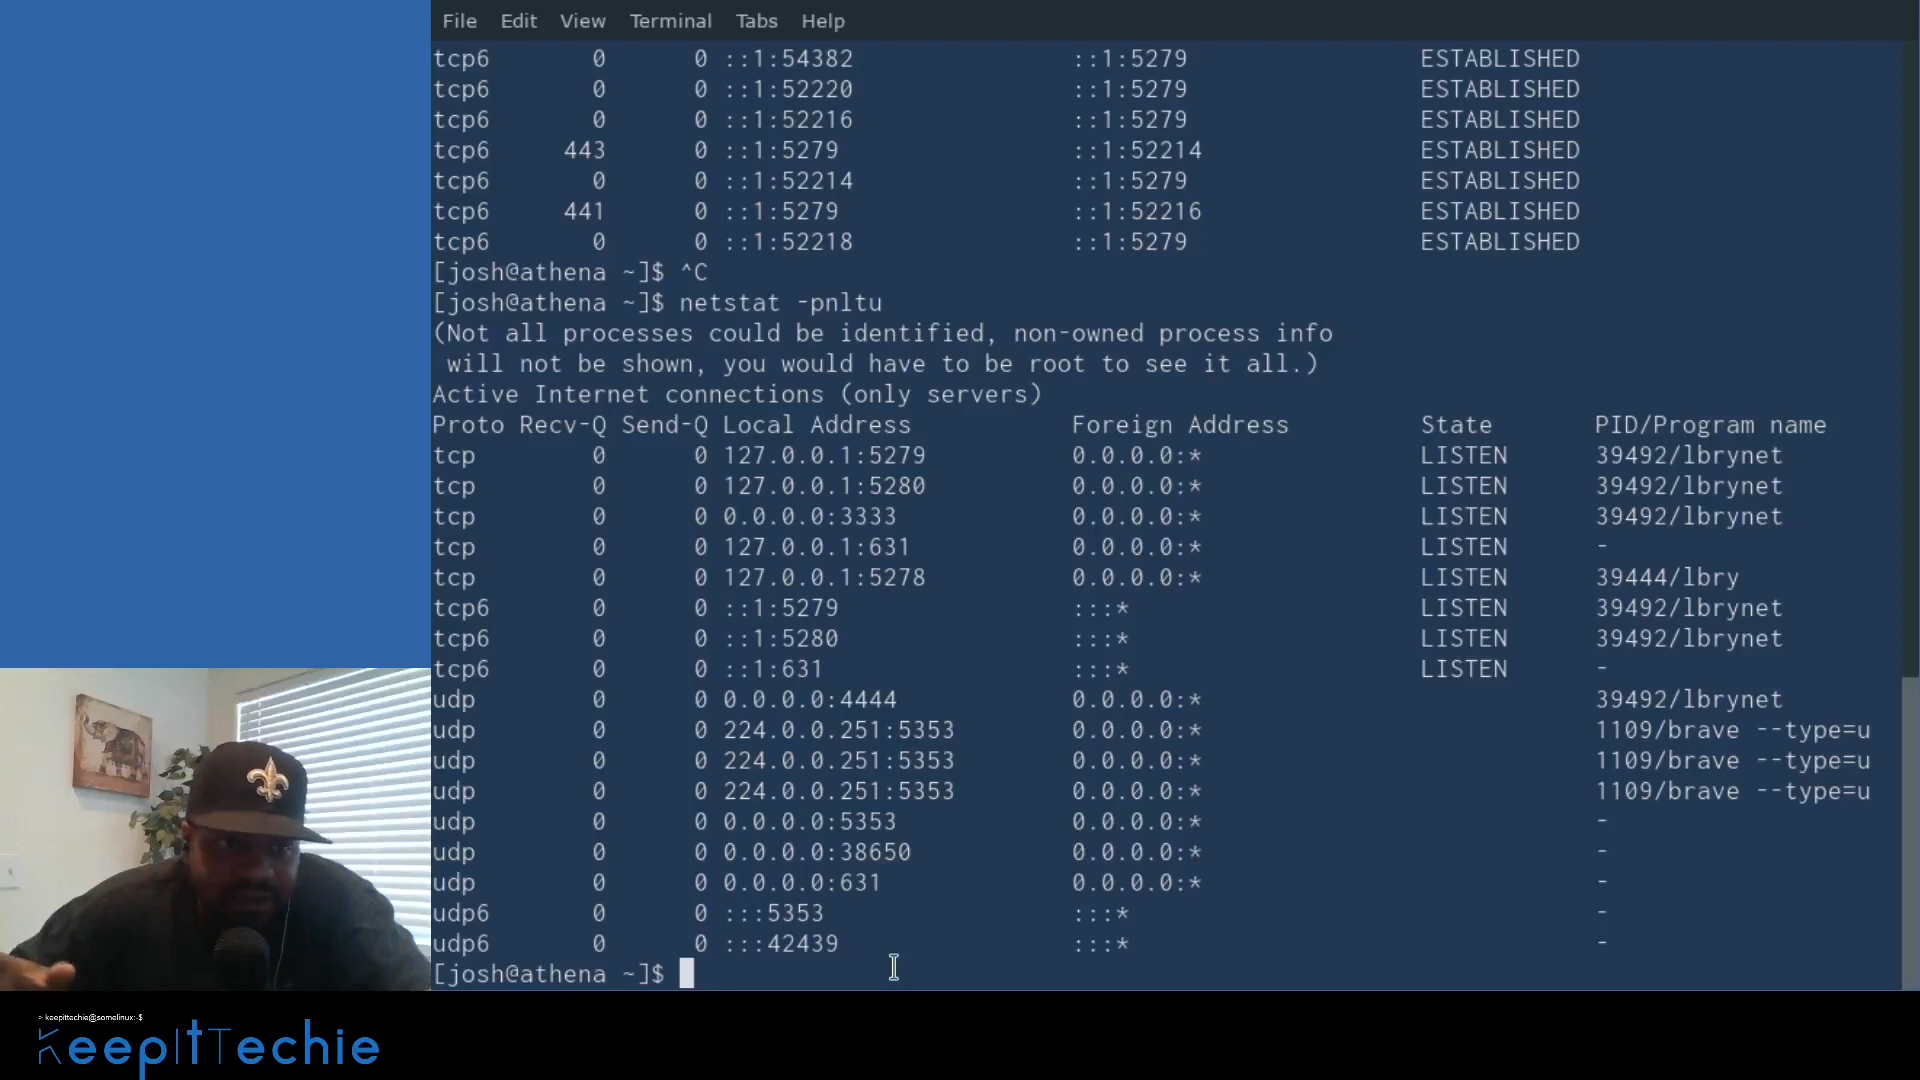 File Edit View Terminal Tabs Help
tcp6 0 0 ::1:54382 ::1:5279 ESTABLISHED
tcp6 0 0 ::1:52220 ::1:5279 ESTABLISHED
tcp6 0 0 ::1:52216 ::1:5279 ESTABLISHED
tcp6 443 0 ::1:5279 ::1:52214 ESTABLISHED
tcp6 0 0 ::1:52214 ::1:5279 ESTABLISHED
tcp6 441 0 ::1:5279 ::1:52216 ESTABLISHED
tcp6 0 0 ::1:52218 ::1:5279 ESTABLISHED
[josh@athena ~]$ ^C
[josh@athena ~]$ netstat -pnltu
(Not all processes could be identified, non-owned process info
will not be shown, you would have to be root to see it all.)
Active Internet connections (only servers)
Proto Recv-Q Send-Q Local Address Foreign Address State PID/Program name
tcp 0 0 127.0.0.1:5279 0.0.0.0:* LISTEN 39492/lbrynet
tcp 0 0 127.0.0.1:5280 0.0.0.0:* LISTEN 39492/lbrynet
tcp 0 0 0.0.0.0:3333 0.0.0.0:* LISTEN 39492/lbrynet
tcp 0 0 127.0.0.1:631 0.0.0.0:* LISTEN -
tcp 0 0 127.0.0.1:5278 0.0.0.0:* LISTEN 39444/lbry
tcp6 0 0 ::1:5279 :::* LISTEN 39492/lbrynet
tcp6 0 0 ::1:5280 :::* LISTEN 39492/lbrynet
tcp6 0 0 ::1:631 :::* LISTEN -
udp 0 0 0.0.0.0:4444 0.0.0.0:* 39492/lbrynet
udp 0 0 224.0.0.251:5353 0.0.0.0:* 1109/brave --type=u
udp 0 0 224.0.0.251:5353 0.0.0.0:* 1109/brave --type=u
udp 0 0 224.0.0.251:5353 0.0.0.0:* 1109/brave --type=u
udp 0 0 0.0.0.0:5353 0.0.0.0:* -
udp 0 0 0.0.0.0:38650 0.0.0.0:* -
udp 0 0 0.0.0.0:631 0.0.0.0:* -
udp6 0 0 :::5353 :::* -
udp6 0 0 :::42439 :::* -
[josh@athena ~]$
> keepittechie@somelinux:~$
KeepItTechie